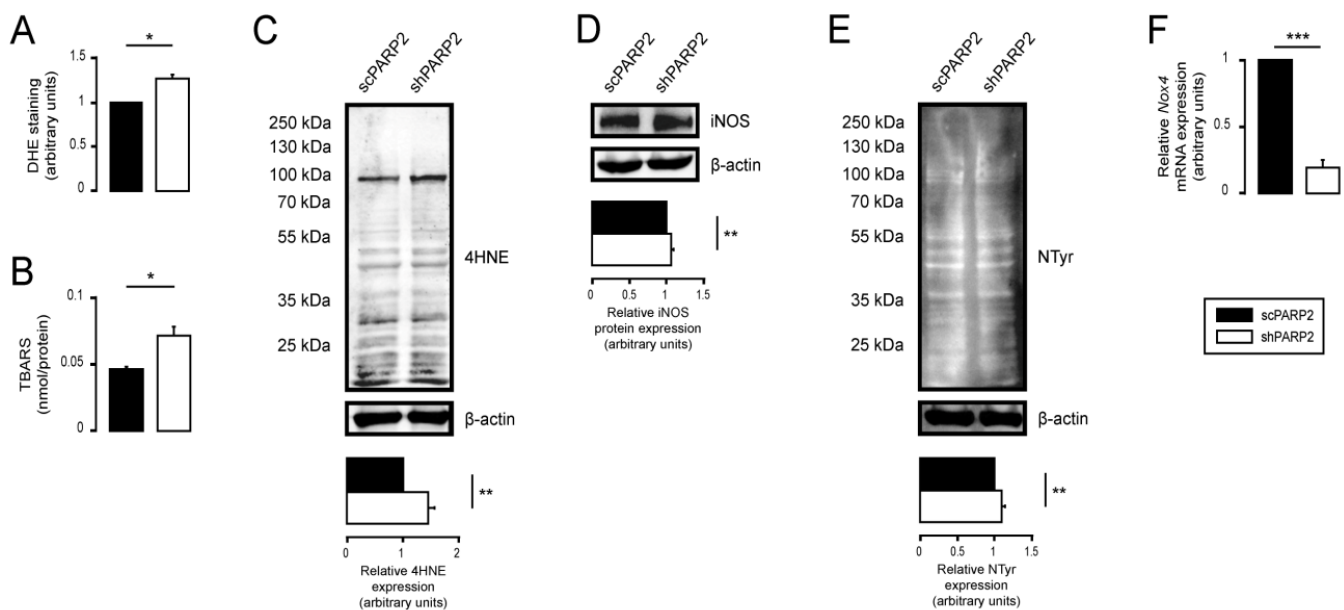 A
DHE staining
(arbitrary units)
1.5
1
0.5
0
*
B
TBARS
(nmol/protein)
0.1
0.05
0
*
C
scPARP2
shPARP2
250 kDa
130 kDa
100 kDa
70 kDa
55 kDa
35 kDa
25 kDa
4HNE
β-actin
**
0 1 2
Relative 4HNE
expression
(arbitrary units)
D
scPARP2
shPARP2
iNOS
β-actin
**
0 0.5 1 1.5
Relative iNOS
protein expression
(arbitrary units)
E
scPARP2
shPARP2
250 kDa
130 kDa
100 kDa
70 kDa
55 kDa
35 kDa
25 kDa
NTyr
β-actin
**
0 0.5 1 1.5
Relative NTyr
expression
(arbitrary units)
F
Relative Nox4
mRNA expression
(arbitrary units)
1
0.5
0
***
scPARP2
shPARP2